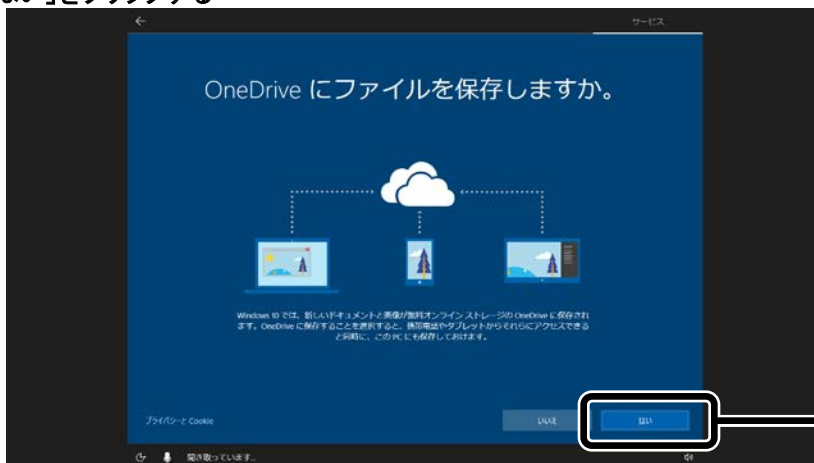 はい」をクリックする
サービス
OneDrive にファイルを保存しますか。
Windows 10 では、新しいドキュメントと画像が無料オンライン ストレージの OneDrive に保存され
ます。OneDrive に保存することを選択すると、携帯電話やタブレットからそれらにアクセスできる
と同時に、この PC にも保存しておけます。
プライバシーと Cookie
いいえ
はい
聞き取っています...